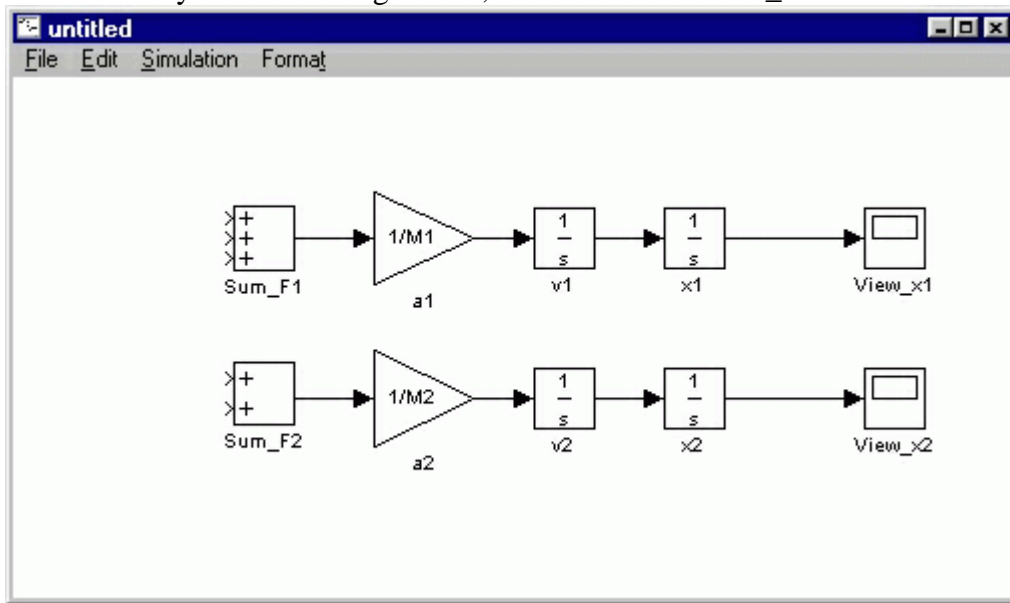 untitled
File Edit Simulation Format
+
+
+
Sum_F1
1/M1
a1
1
s
v1
1
s
x1
View_x1
+
+
Sum_F2
1/M2
a2
1
s
v2
1
s
x2
View_x2